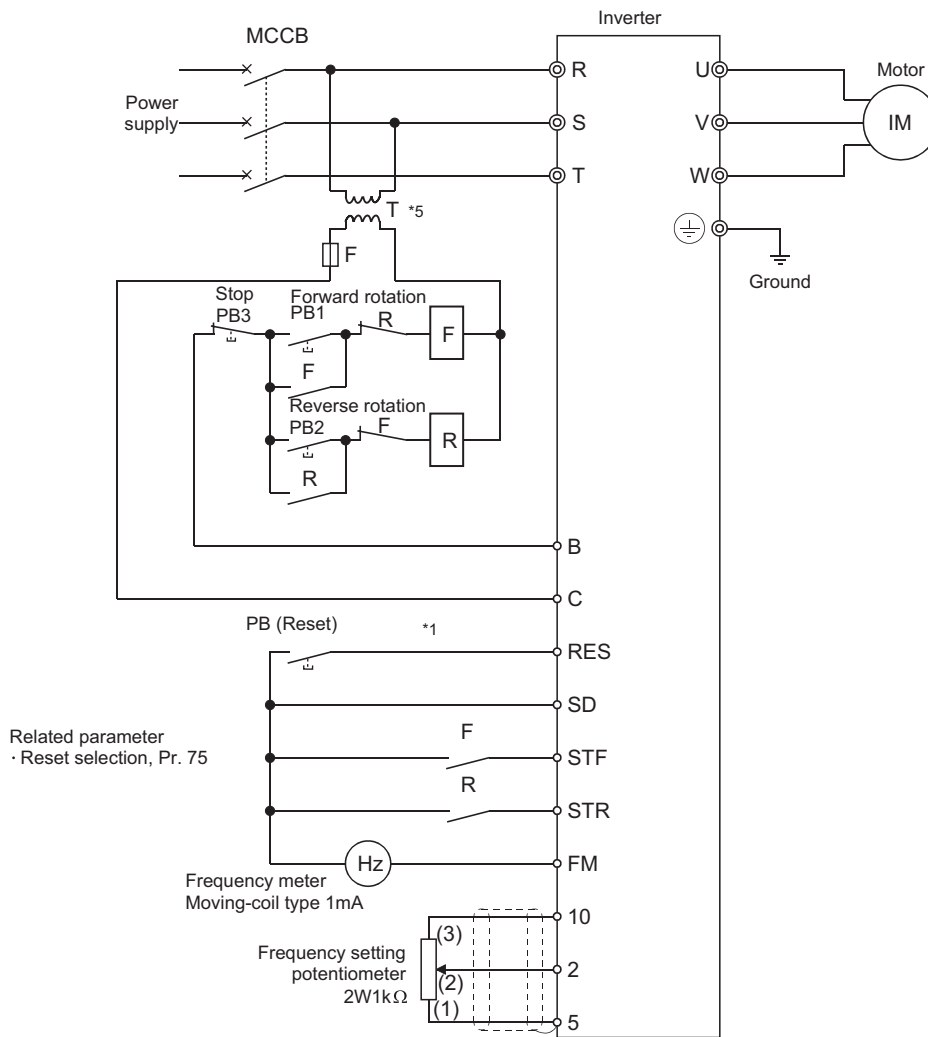 Inverter
MCCB
R
U
Motor
Power
supply
S
V
IM
T
W
T *5
F
Ground
Stop
PB3
Forward rotation
PB1
R
F
F
Reverse rotation
PB2
F
R
R
B
C
PB (Reset)
*1
RES
SD
Related parameter
· Reset selection, Pr. 75
F
STF
R
STR
Hz
FM
Frequency meter
Moving-coil type 1mA
10
(3)
Frequency setting
potentiometer
2W1kΩ
2
(2)
(1)
5